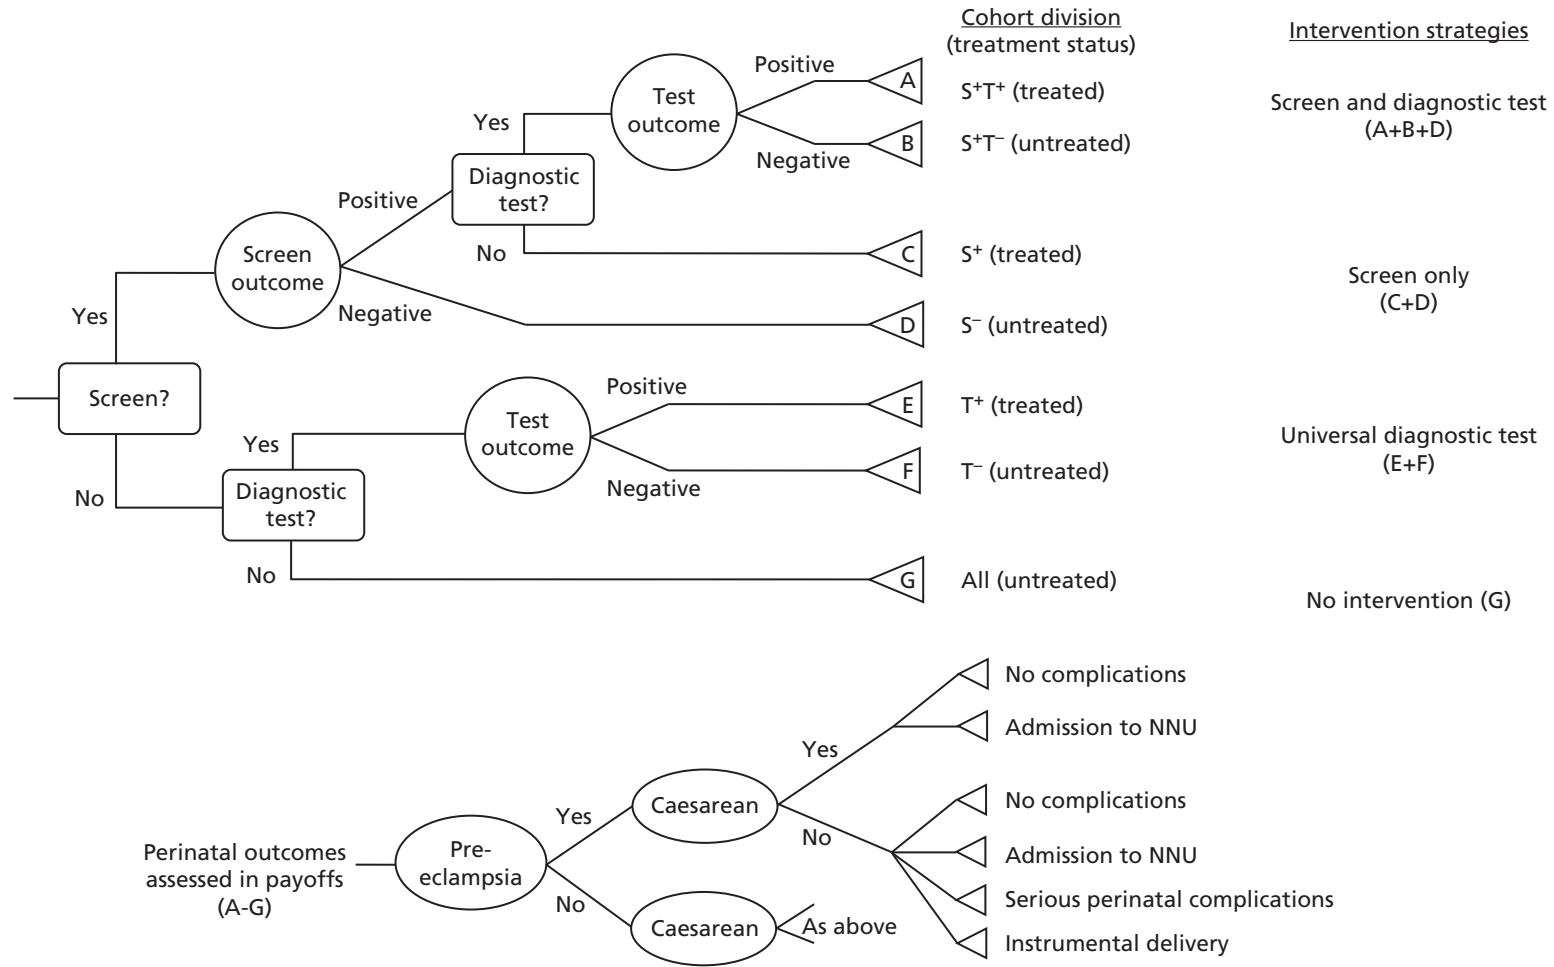 Cohort division
(treatment status)
Intervention strategies
Positive
A
S⁺T⁺ (treated)
Test
outcome
Screen and diagnostic test
(A+B+D)
Yes
B
S⁺T⁻ (untreated)
Negative
Diagnostic
test?
Positive
No
C
S⁺ (treated)
Screen
outcome
Screen only
(C+D)
Negative
D
S⁻ (untreated)
Yes
Screen?
Positive
E
T⁺ (treated)
Test
outcome
Universal diagnostic test
(E+F)
Yes
F
T⁻ (untreated)
Negative
No
Diagnostic
test?
No
G
All (untreated)
No intervention (G)
No complications
Admission to NNU
Yes
Caesarean
No complications
Yes
No
Admission to NNU
Perinatal outcomes
assessed in payoffs
(A-G)
Pre-
eclampsia
Serious perinatal complications
No
Caesarean
As above
Instrumental delivery